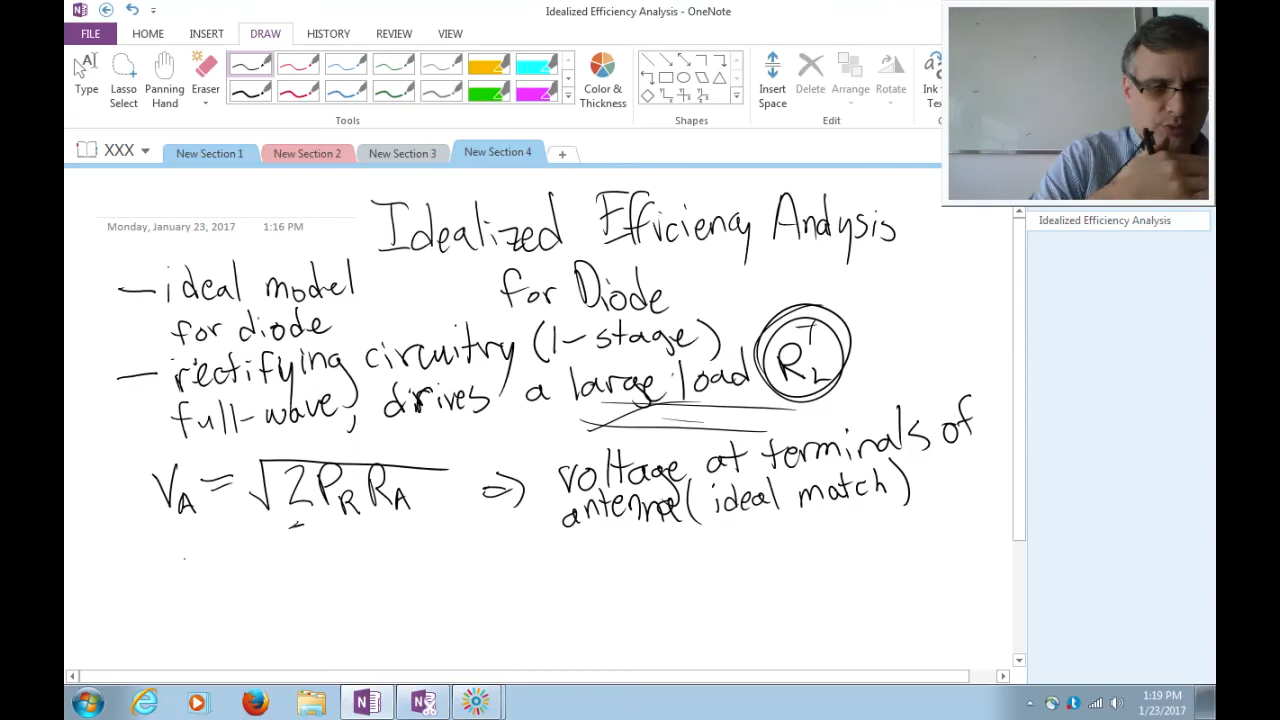 Idealized Efficiency Analysis - OneNote
FILE HOME INSERT DRAW HISTORY REVIEW VIEW
Type
Lasso Select
Panning Hand
Eraser
Color & Thickness
Insert Space
Delete
Arrange
Rotate
Ink to Tex
Tools
Shapes
Edit
XXX
New Section 1
New Section 2
New Section 3
New Section 4
Monday, January 23, 2017 1:16 PM
Idealized Efficiency Analysis
for Diode
Idealized Efficiency Analysis
— ideal model
for diode
— rectifying circuitry (1-stage)
full-wave, drives a large load R_L
V_A = √2P_R R_A ⇒ voltage at terminals of
antenna (ideal match)
1:19 PM
1/23/2017